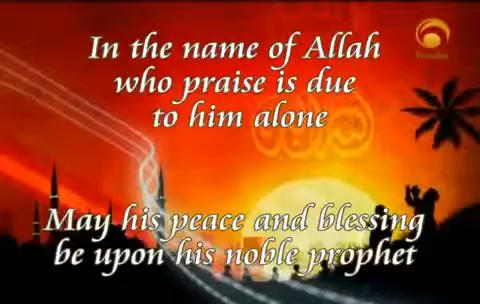 In the name of Allah
who praise is due
to him alone
May his peace and blessing
be upon his noble prophet